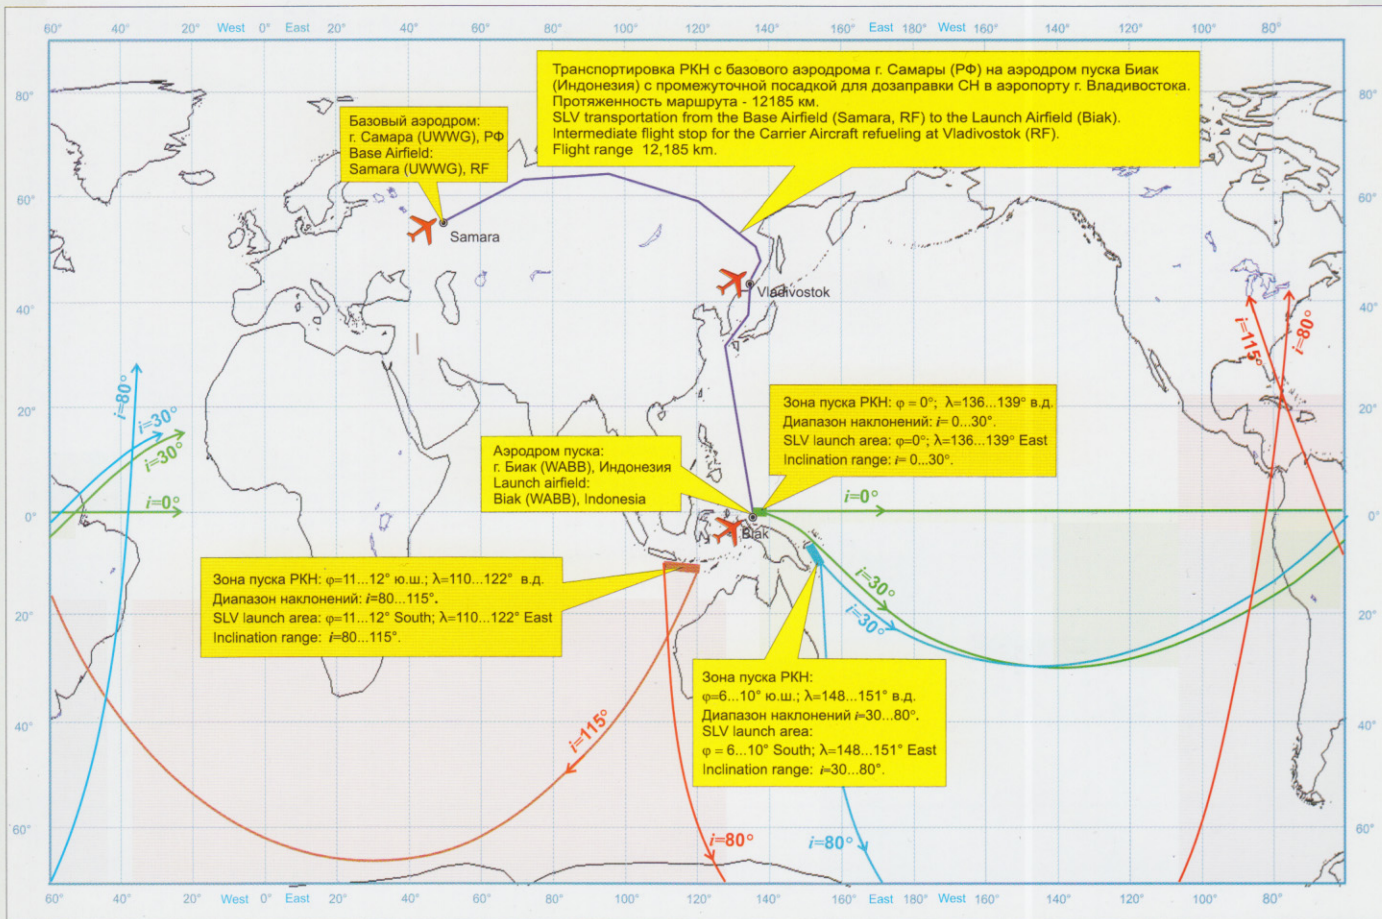 60° 40° 20° West 0° East 20° 40° 60° 80° 100° 120° 140° 160° East 180° West 160° 140° 120° 100° 80°
Транспортировка РКН с базового аэродрома г. Самары (РФ) на аэродром пуска Биак
(Индонезия) с промежуточной посадкой для дозаправки СН в аэропорту г. Владивостока.
Протяженность маршрута - 12185 км.
SLV transportation from the Base Airfield (Samara, RF) to the Launch Airfield (Biak).
Intermediate flight stop for the Carrier Aircraft refueling at Vladivostok (RF).
Flight range 12,185 km.
80° 80°
Базовый аэродром:
г. Самара (UWWG), РФ
Base Airfield:
Samara (UWWG), RF
60° 60°
Samara
Vladivostok
40° 40°
i=115°
i=80°
i=80°
i=30°
i=30°
i=0°
20° 20°
Зона пуска РКН: φ = 0°; λ=136...139° в.д.
Диапазон наклонений: i= 0...30°.
SLV launch area: φ=0°; λ=136...139° East
Inclination range: i= 0...30°.
Аэродром пуска:
г. Биак (WABB), Индонезия
Launch airfield:
Biak (WABB), Indonesia
i=0°
0° 0°
Biak
Зона пуска РКН: φ=11...12° ю.ш.; λ=110...122° в.д.
Диапазон наклонений: i=80...115°.
SLV launch area: φ=11...12° South; λ=110...122° East
Inclination range: i=80...115°.
i=30°
i=30°
20° 20°
Зона пуска РКН:
φ=6...10° ю.ш.; λ=148...151° в.д.
Диапазон наклонений i=30...80°.
SLV launch area:
φ = 6...10° South; λ=148...151° East
Inclination range: i=30...80°.
i=115°
40° 40°
i=80°
i=80°
60° 60°
60° 40° 20° West 0° East 20° 40° 60° 80° 100° 120° 140° 160° East 180° West 160° 140° 120° 100° 80°